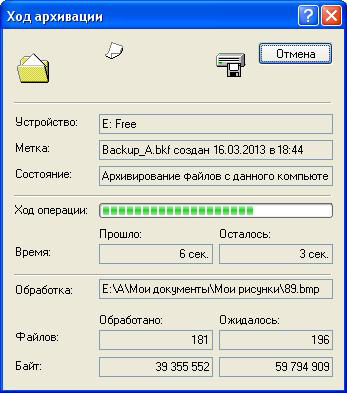 Ход архивации
Отмена
Устройство: E: Free
Метка: Backup_A.bkf создан 16.03.2013 в 18:44
Состояние: Архивирование файлов с данного компьюте
Ход операции:
Прошло: Осталось:
Время: 6 сек. 3 сек.
Обработка: E:\A\Мои документы\Мои рисунки\89.bmp
Обработано: Ожидалось:
Файлов: 181 196
Байт: 39 355 552 59 794 909